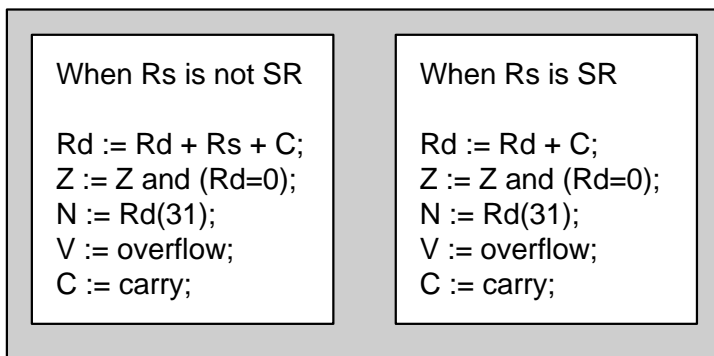 When Rs is not SR
Rd := Rd + Rs + C;
Z := Z and (Rd=0);
N := Rd(31);
V := overflow;
C := carry;
When Rs is SR
Rd := Rd + C;
Z := Z and (Rd=0);
N := Rd(31);
V := overflow;
C := carry;